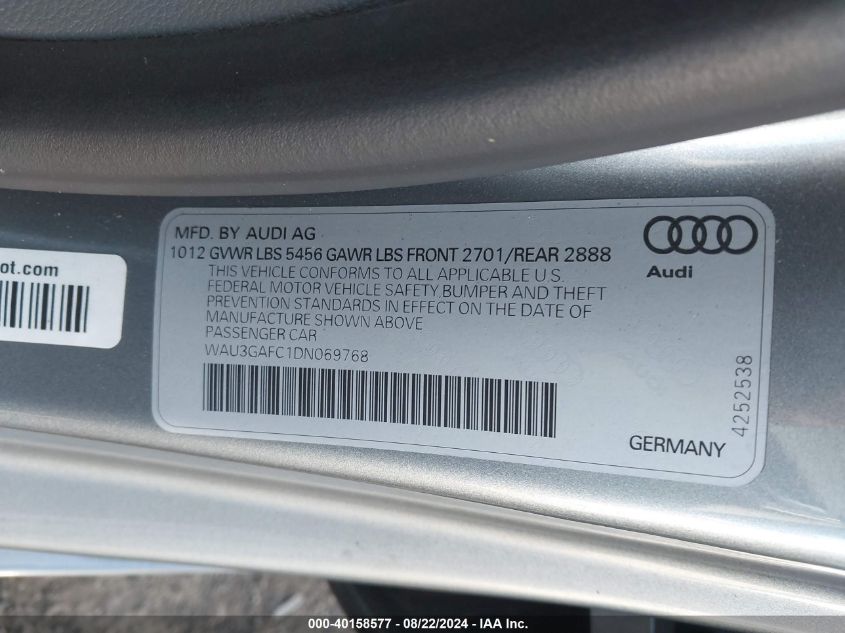 MFD. BY AUDI AG
1012 GVWR LBS 5456 GAWR LBS FRONT 2701/REAR 2888
THIS VEHICLE CONFORMS TO ALL APPLICABLE U.S.
FEDERAL MOTOR VEHICLE SAFETY,BUMPER AND THEFT
PREVENTION STANDARDS IN EFFECT ON THE DATE OF
MANUFACTURE SHOWN ABOVE
PASSENGER CAR
WAU3GAFC1DN069768
Audi
4252538
GERMANY
ot.com
000-40158577 - 08/22/2024 - IAA Inc.